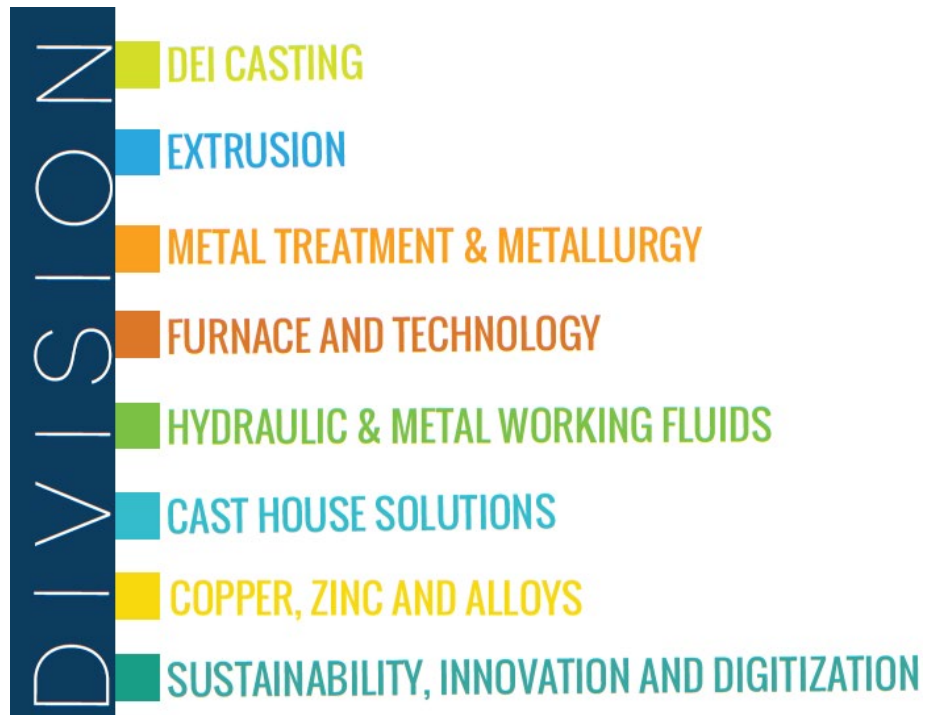 DIVISION
DEI CASTING
EXTRUSION
METAL TREATMENT & METALLURGY
FURNACE AND TECHNOLOGY
HYDRAULIC & METAL WORKING FLUIDS
CAST HOUSE SOLUTIONS
COPPER, ZINC AND ALLOYS
SUSTAINABILITY, INNOVATION AND DIGITIZATION